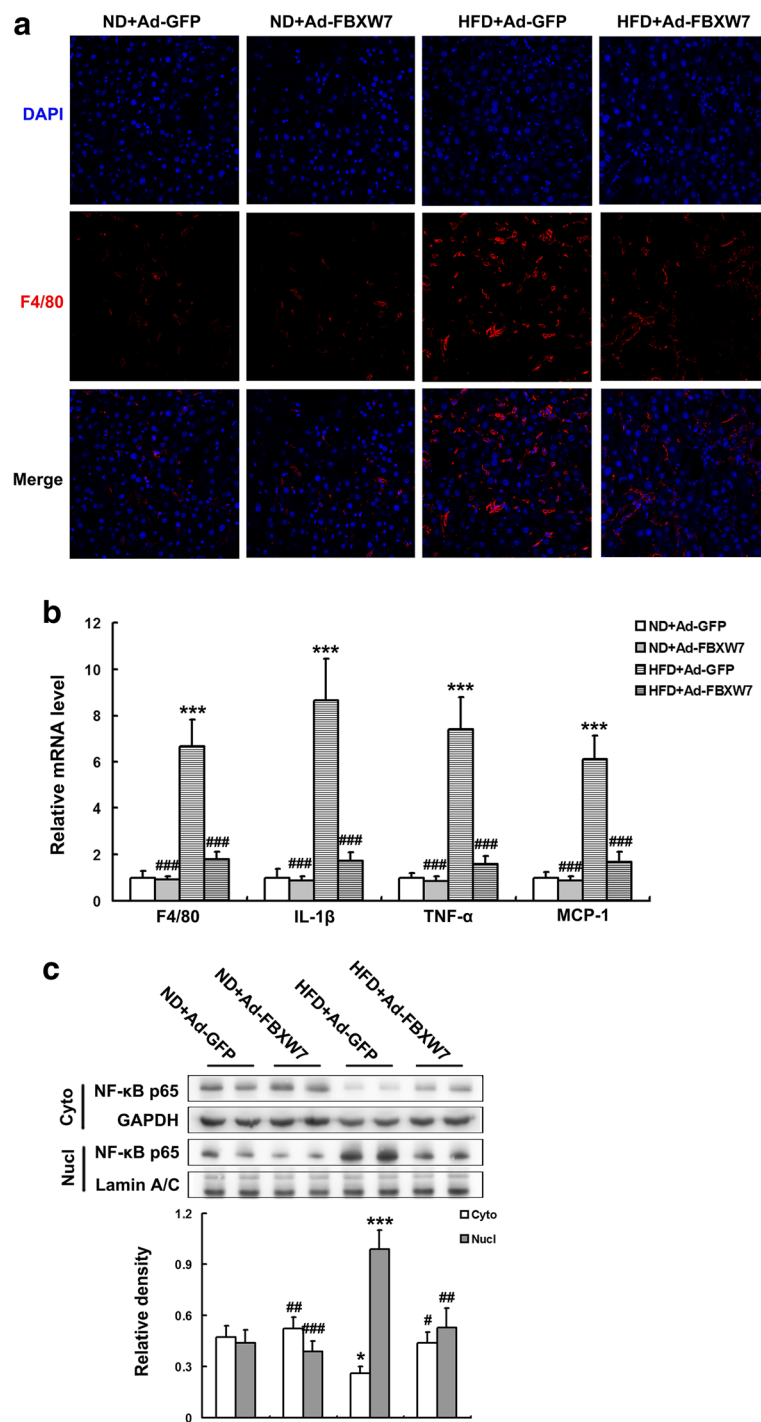 a
ND+Ad-GFP ND+Ad-FBXW7 HFD+Ad-GFP HFD+Ad-FBXW7
DAPI
F4/80
Merge
b
Relative mRNA level
12
10
8
6
4
2
0
ND+Ad-GFP
ND+Ad-FBXW7
HFD+Ad-GFP
HFD+Ad-FBXW7
*** *** *** ***
### ### ### ### ### ### ### ###
F4/80 IL-1β TNF-α MCP-1
c
ND+Ad-GFP ND+Ad-FBXW7 HFD+Ad-GFP HFD+Ad-FBXW7
Cyto
NF-κB p65
GAPDH
Nucl
NF-κB p65
Lamin A/C
Relative density
1.2
0.9
0.6
0.3
0
Cyto
Nucl
## ### * *** # ##